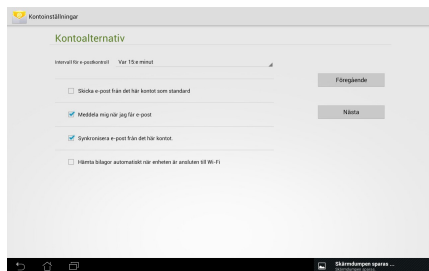 Kontoinställningar
Kontoalternativ
Intervall för e-postkontroll Var 15:e minut
Föregående
Skicka e-post från det här kontot som standard
Meddela mig när jag får e-post
Nästa
Synkronisera e-post från det här kontot.
Hämta bilagor automatiskt när enheten är ansluten till Wi-Fi
Skärmdumpen sparas ...
Skärmdumpen sparas.